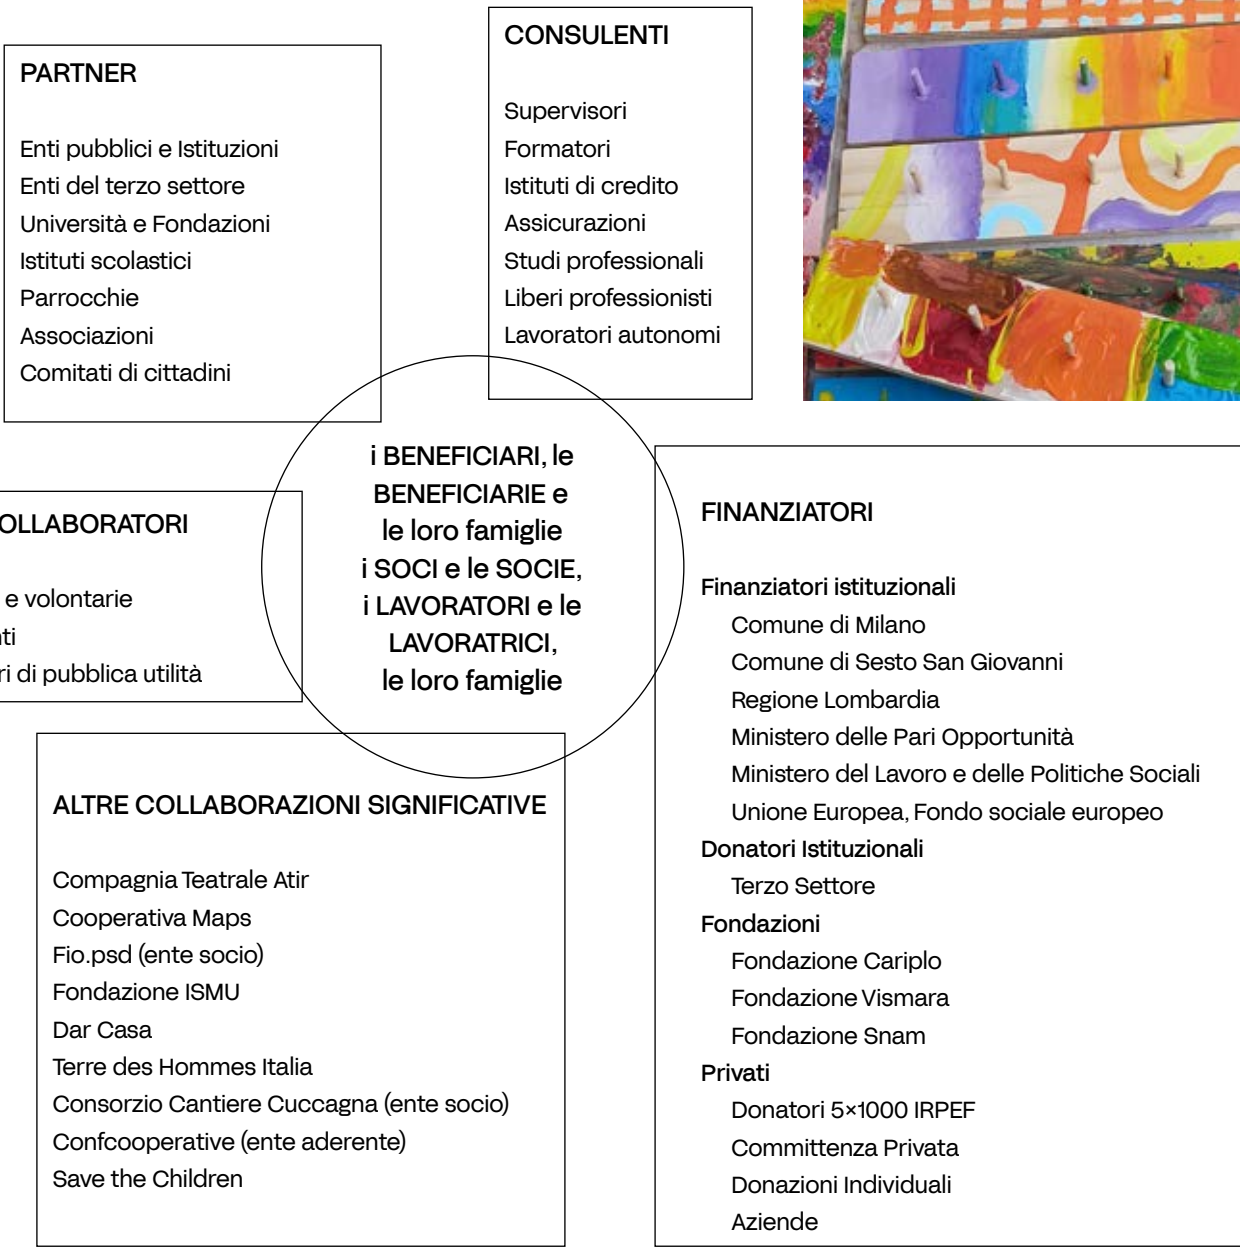 PARTNER
Enti pubblici e Istituzioni
Enti del terzo settore
Università e Fondazioni
Istituti scolastici
Parrocchie
Associazioni
Comitati di cittadini
CONSULENTI
Supervisori
Formatori
Istituti di credito
Assicurazioni
Studi professionali
Liberi professionisti
Lavoratori autonomi
i BENEFICIARI, le
BENEFICIARIE e
le loro famiglie
i SOCI e le SOCIE,
i LAVORATORI e le
LAVORATRICI,
le loro famiglie
OLLABORATORI
e volontarie
ti
ri di pubblica utilità
ALTRE COLLABORAZIONI SIGNIFICATIVE
Compagnia Teatrale Atir
Cooperativa Maps
Fio.psd (ente socio)
Fondazione ISMU
Dar Casa
Terre des Hommes Italia
Consorzio Cantiere Cuccagna (ente socio)
Confcooperative (ente aderente)
Save the Children
FINANZIATORI
Finanziatori istituzionali
Comune di Milano
Comune di Sesto San Giovanni
Regione Lombardia
Ministero delle Pari Opportunità
Ministero del Lavoro e delle Politiche Sociali
Unione Europea, Fondo sociale europeo
Donatori Istituzionali
Terzo Settore
Fondazioni
Fondazione Cariplo
Fondazione Vismara
Fondazione Snam
Privati
Donatori 5×1000 IRPEF
Committenza Privata
Donazioni Individuali
Aziende